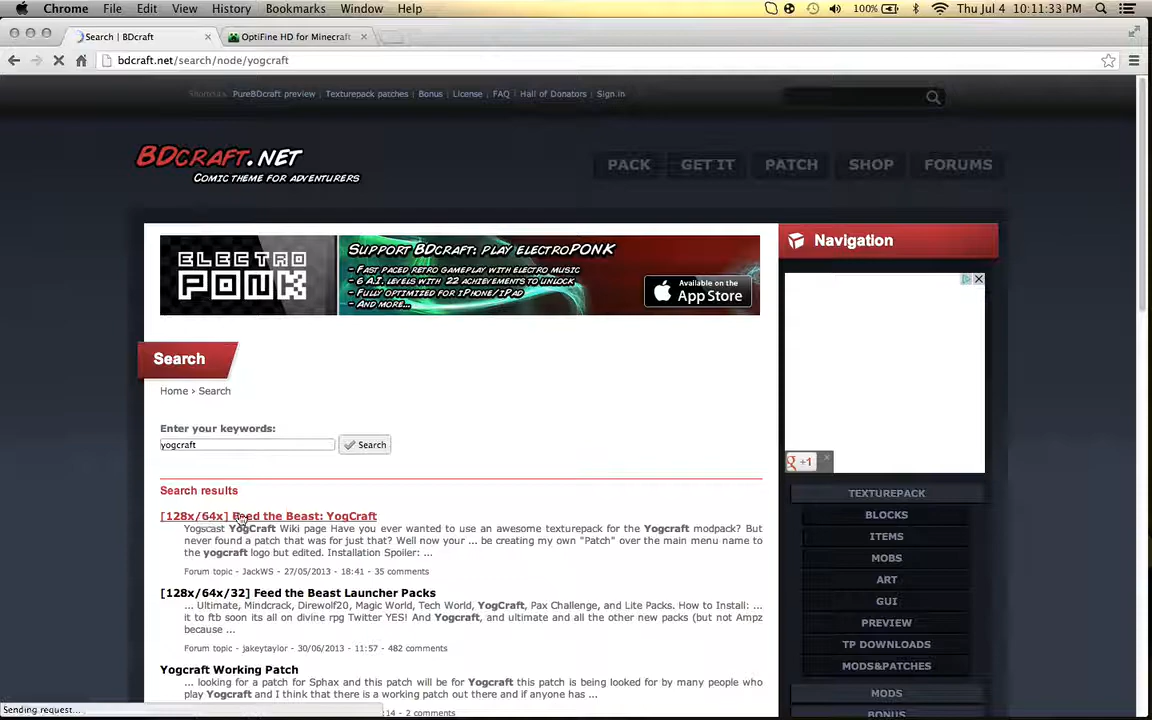 Chrome File Edit View History Bookmarks Window Help 100% Thu Jul 4 10:11:33 PM
Search | BDcraft OptiFine HD for Minecraft
bdcraft.net/search/node/yogcraft
Shortcuts PureBDcraft preview Texturepack patches Bonus License FAQ Hall of Donators Sign in
BDCRAFT.NET
COMIC THEME FOR ADVENTURERS
PACK GET IT PATCH SHOP FORUMS
ELECTRO PONK
SUPPORT BDCRAFT: PLAY ELECTROPONK
- FAST PACED RETRO GAMEPLAY WITH ELECTRO MUSIC
- 6 A.I. LEVELS WITH 22 ACHIEVEMENTS TO UNLOCK
- FULLY OPTIMIZED FOR IPHONE/IPAD
- AND MORE...
Available on the
App Store
Navigation
Search
Home › Search
Enter your keywords:
yogcraft Search
g +1
Search results
[128x/64x] Feed the Beast: YogCraft
Yogscast YogCraft Wiki page Have you ever wanted to use an awesome texturepack for the Yogcraft modpack? But
never found a patch that was for just that? Well now your ... be creating my own "Patch" over the main menu name to
the yogcraft logo but edited. Installation Spoiler: ...
Forum topic - JackWS - 27/05/2013 - 18:41 - 35 comments
[128x/64x/32] Feed the Beast Launcher Packs
... Ultimate, Mindcrack, Direwolf20, Magic World, Tech World, YogCraft, Pax Challenge, and Lite Packs. How to Install: ...
it to ftb soon its all on divine rpg Twitter YES! And Yogcraft, and ultimate and all the other new packs (but not Ampz
because ...
Forum topic - jakeytaylor - 30/06/2013 - 11:57 - 482 comments
Yogcraft Working Patch
... looking for a patch for Sphax and this patch will be for Yogcraft this patch is being looked for by many people who
play Yogcraft and I think that there is a working patch out there and if anyone has ...
:14 - 2 comments
TEXTUREPACK
BLOCKS
ITEMS
MOBS
ART
GUI
PREVIEW
TP DOWNLOADS
MODS&PATCHES
MODS
BONUS
Sending request...